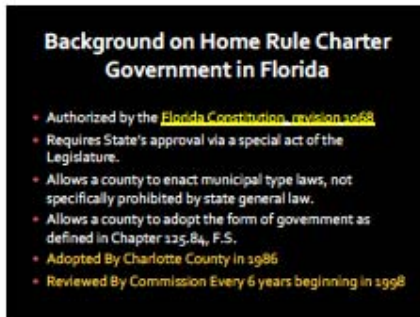 Background on Home Rule Charter
Government in Florida
Authorized by the Florida Constitution, revision 1968
Requires State's approval via a special act of the
Legislature.
Allows a county to enact municipal type laws, not
specifically prohibited by state general law.
Allows a county to adopt the form of government as
defined in Chapter 125.84, F.S.
Adopted By Charlotte County in 1986
Reviewed By Commission Every 6 years beginning in 1998